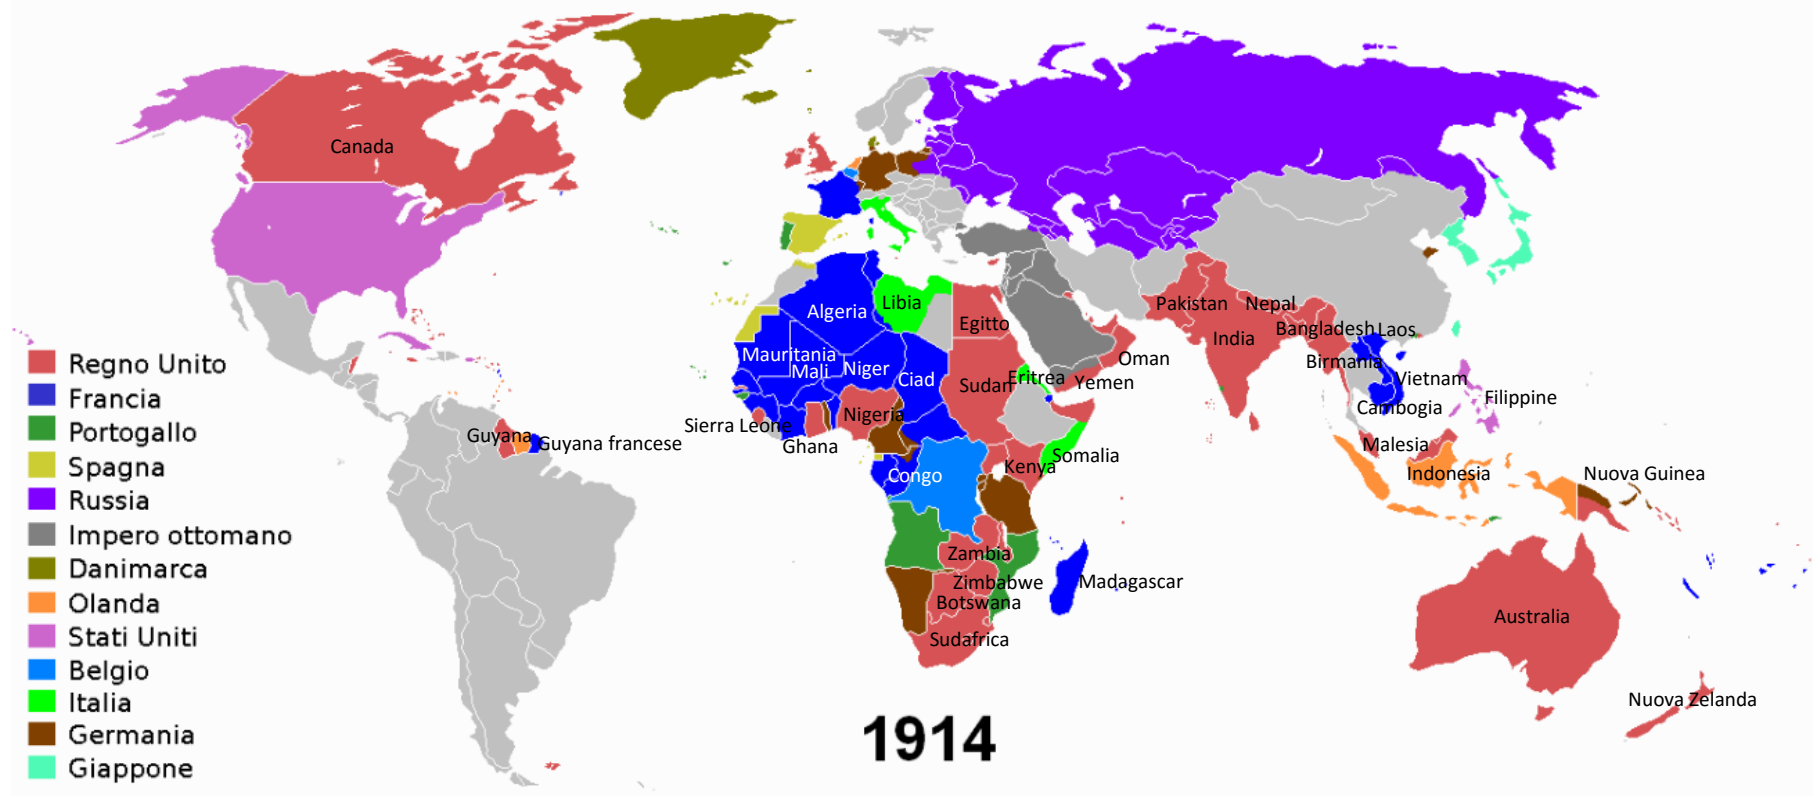 Canada
Algeria
Libia
Egitto
Pakistan
Nepal
India
Bangladesh
Laos
Birmania
Vietnam
Cambogia
Filippine
Oman
Yemen
Eritrea
Sudan
Mauritania
Mali
Niger
Ciad
Nigeria
Sierra Leone
Ghana
Guyana
Guyana francese
Congo
Kenya
Somalia
Malesia
Indonesia
Nuova Guinea
Zambia
Zimbabwe
Botswana
Madagascar
Sudafrica
Australia
Nuova Zelanda
Regno Unito
Francia
Portogallo
Spagna
Russia
Impero ottomano
Danimarca
Olanda
Stati Uniti
Belgio
Italia
Germania
Giappone
1914